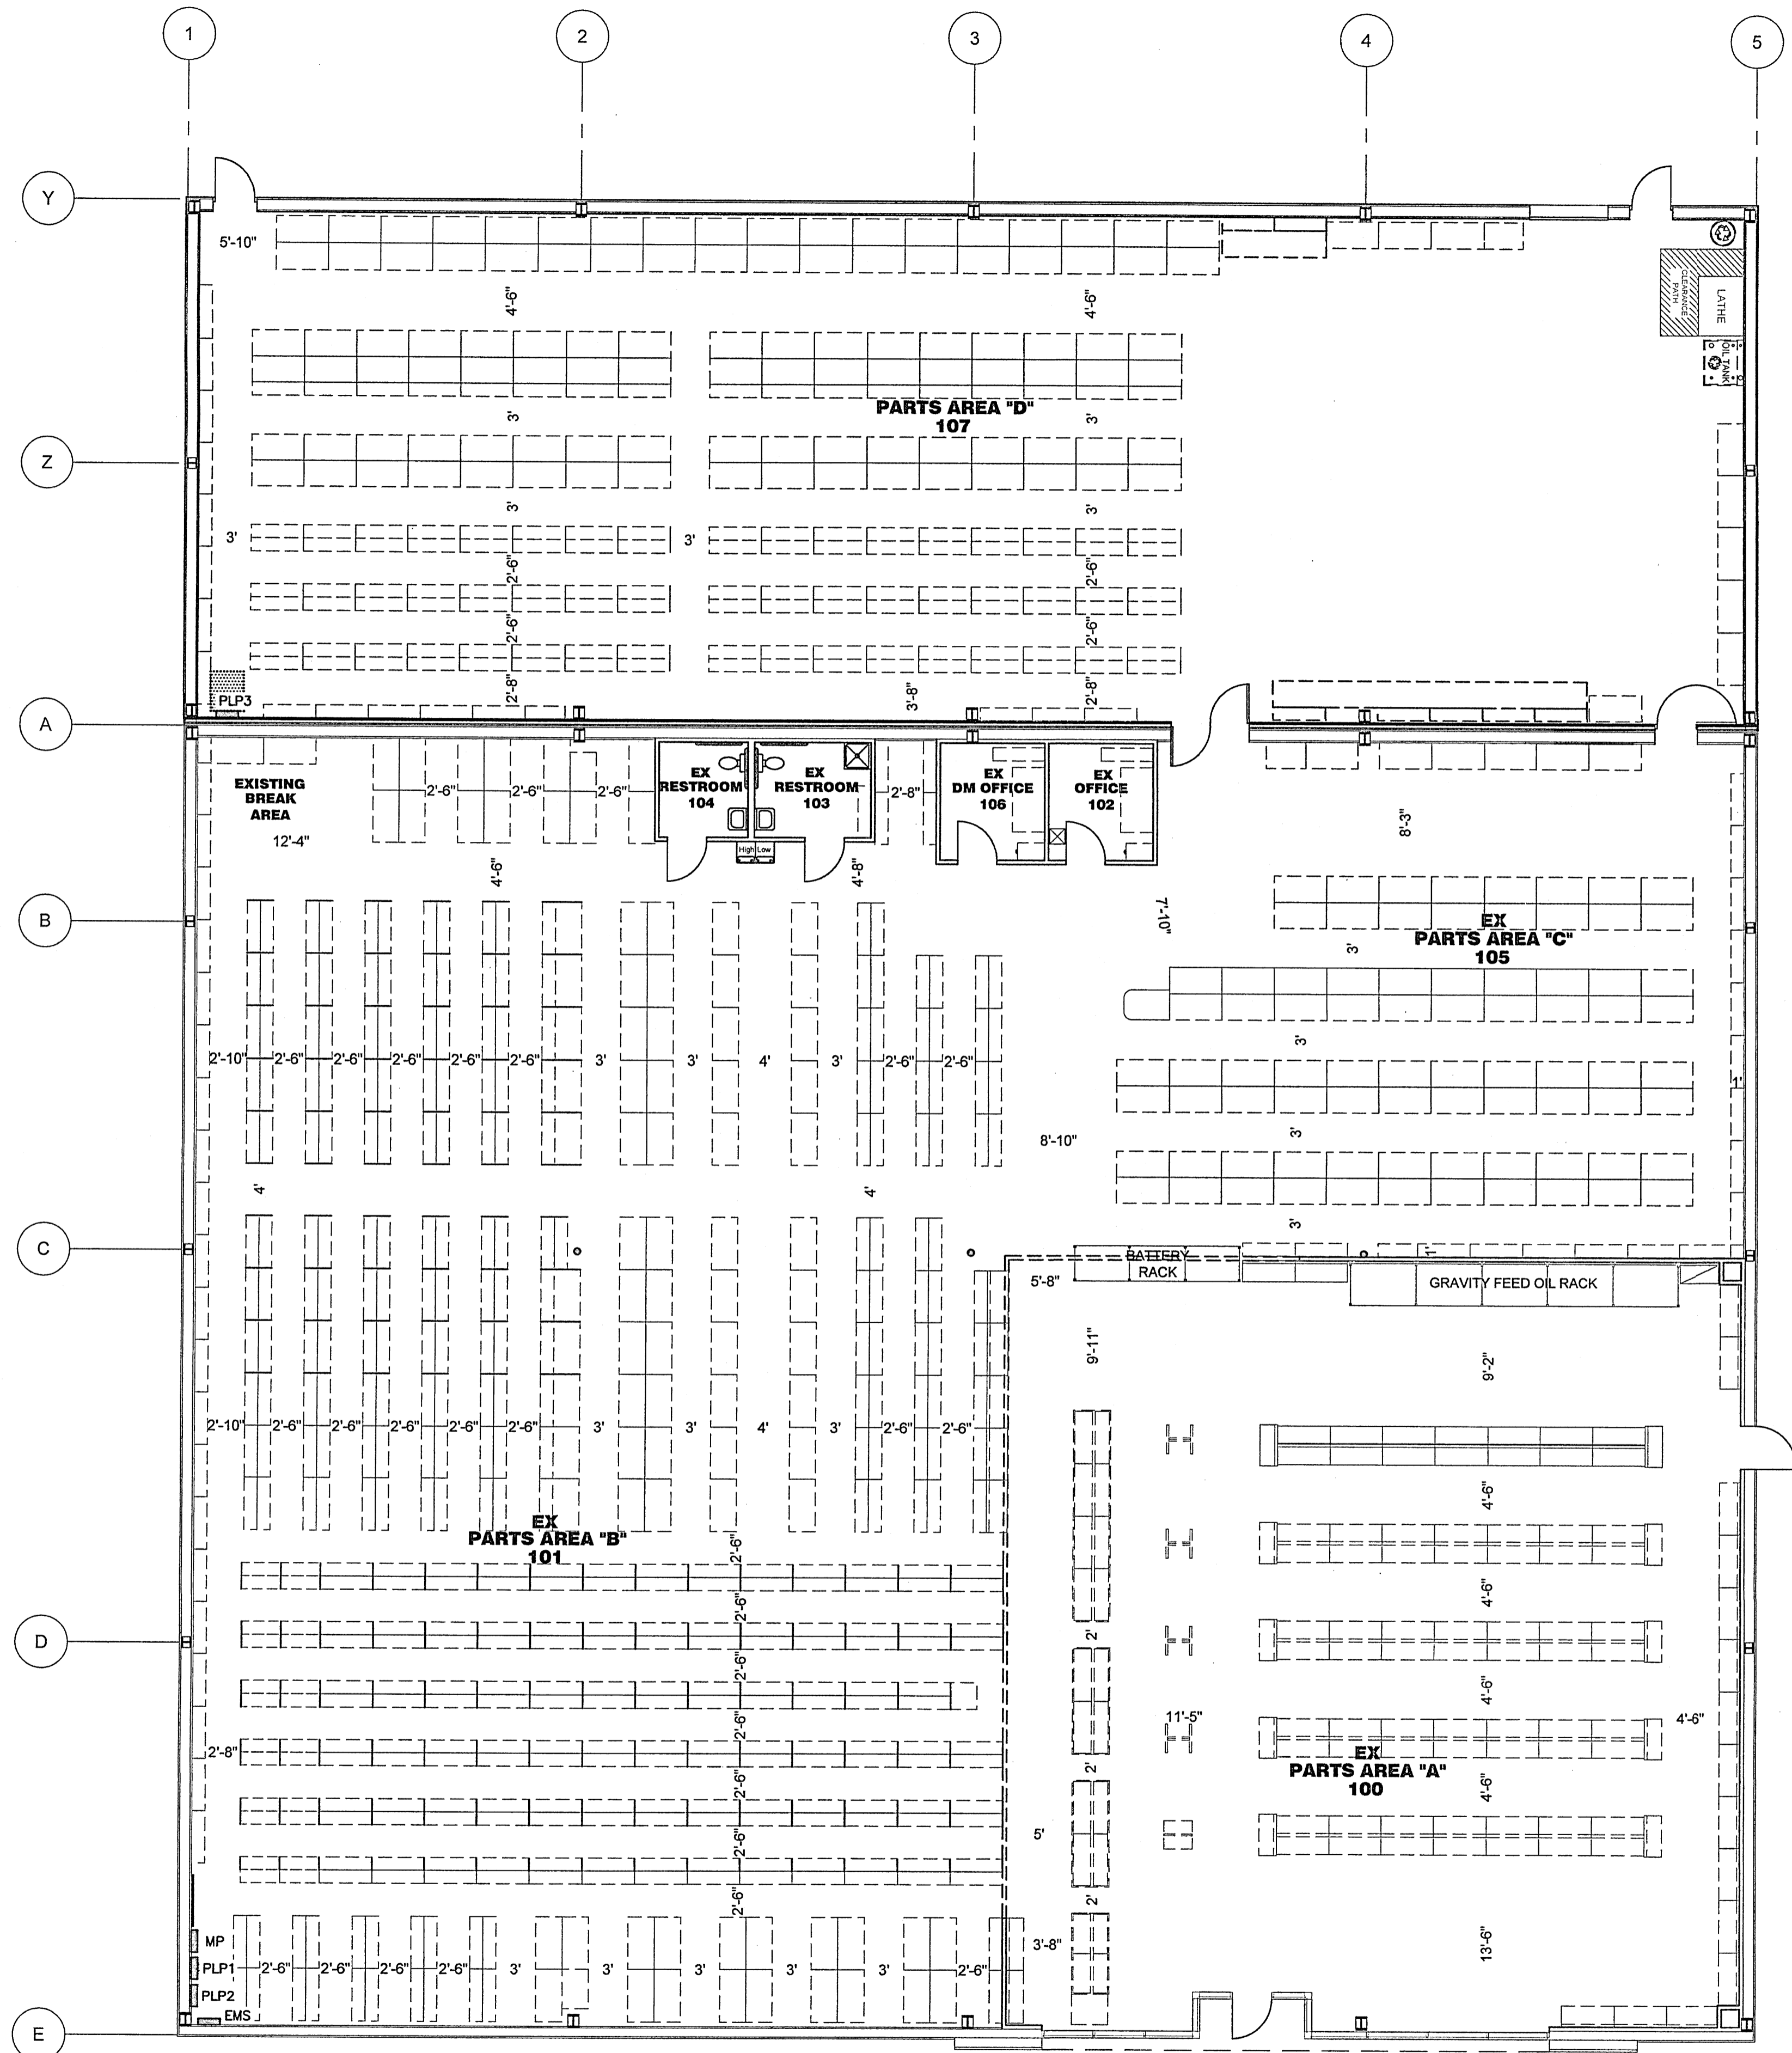 1
2
3
4
5
Y
5'-10"
4'-6"
4'-6"
CLEARANCE
PATH
LATHE
OIL TANK
PARTS AREA "D"
107
3'
3'
Z
3'
3'
3'
3'
2'-6"
2'-6"
2'-6"
2'-6"
2'-8"
3'-8"
2'-8"
PLP3
A
EXISTING
BREAK
AREA
12'-4"
2'-6"
2'-6"
2'-6"
EX
RESTROOM
104
EX
RESTROOM
103
High Low
2'-8"
EX
DM OFFICE
106
EX
OFFICE
102
8'-3"
4'-6"
4'-8"
B
7'-10"
EX
PARTS AREA "C"
105
3'
3'
2'-10"
2'-6"
2'-6"
2'-6"
2'-6"
2'-6"
3'
3'
4'
3'
2'-6"
2'-6"
1'
8'-10"
3'
4'
4'
3'
C
BATTERY
RACK
1'
GRAVITY FEED OIL RACK
5'-8"
9'-11"
9'-2"
2'-10"
2'-6"
2'-6"
2'-6"
2'-6"
2'-6"
3'
3'
4'
3'
2'-6"
2'-6"
4'-6"
EX
PARTS AREA "B"
101
2'-6"
2'-6"
4'-6"
D
2'
2'-6"
4'-6"
2'-6"
11'-5"
4'-6"
2'-8"
EX
PARTS AREA "A"
100
2'
2'-6"
4'-6"
2'-6"
5'
2'-6"
2'
MP
PLP1
PLP2
EMS
2'-6"
2'-6"
2'-6"
2'-6"
3'
3'
3'
3'
3'
2'-6"
3'-8"
13'-6"
E